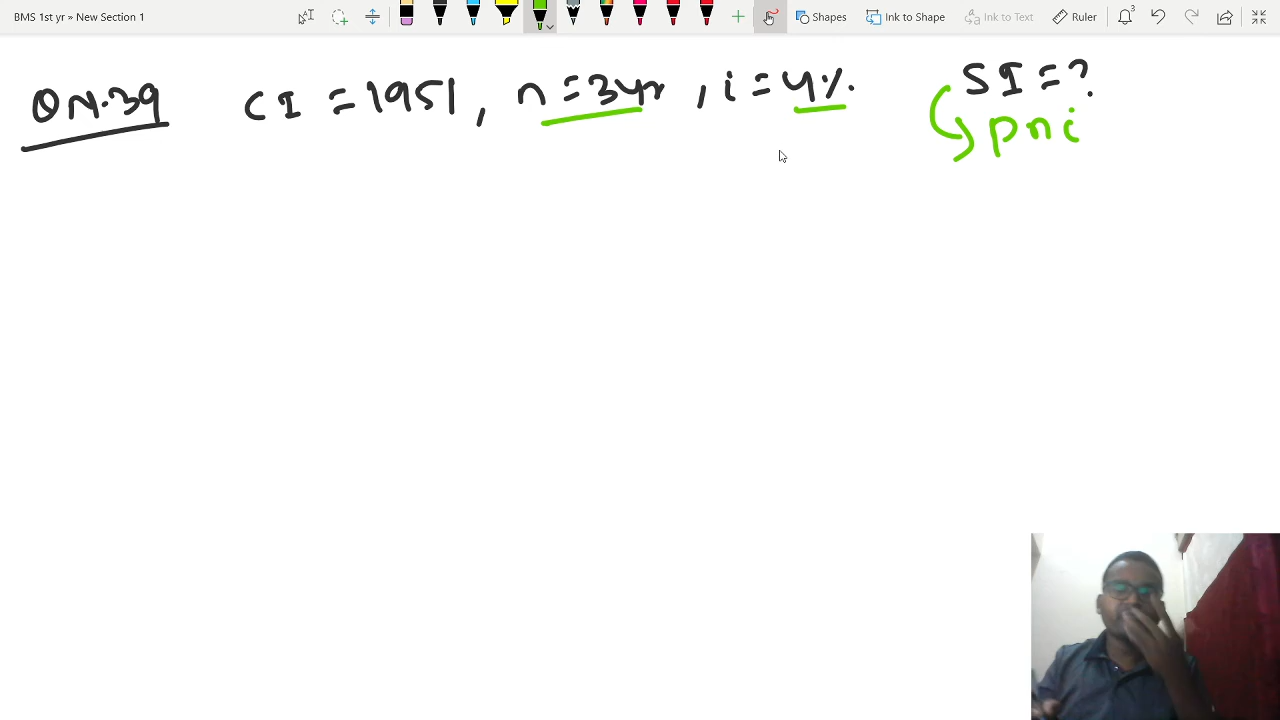 BMS 1st yr » New Section 1
Shapes
Ink to Shape
Ink to Text
Ruler
3
QN.39 CI = 1951, n = 3yr, i = 4%. SI = ?
pni